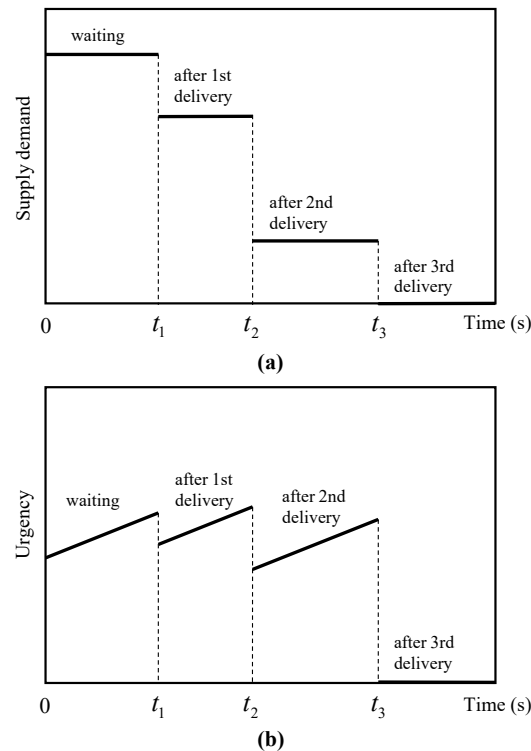 waiting
after 1st
delivery
after 2nd
delivery
after 3rd
delivery
Supply demand
0
t1
t2
t3
Time (s)
(a)
waiting
after 1st
delivery
after 2nd
delivery
after 3rd
delivery
Urgency
0
t1
t2
t3
Time (s)
(b)